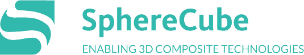 SphereCube
ENABLING 3D COMPOSITE TECHNOLOGIES